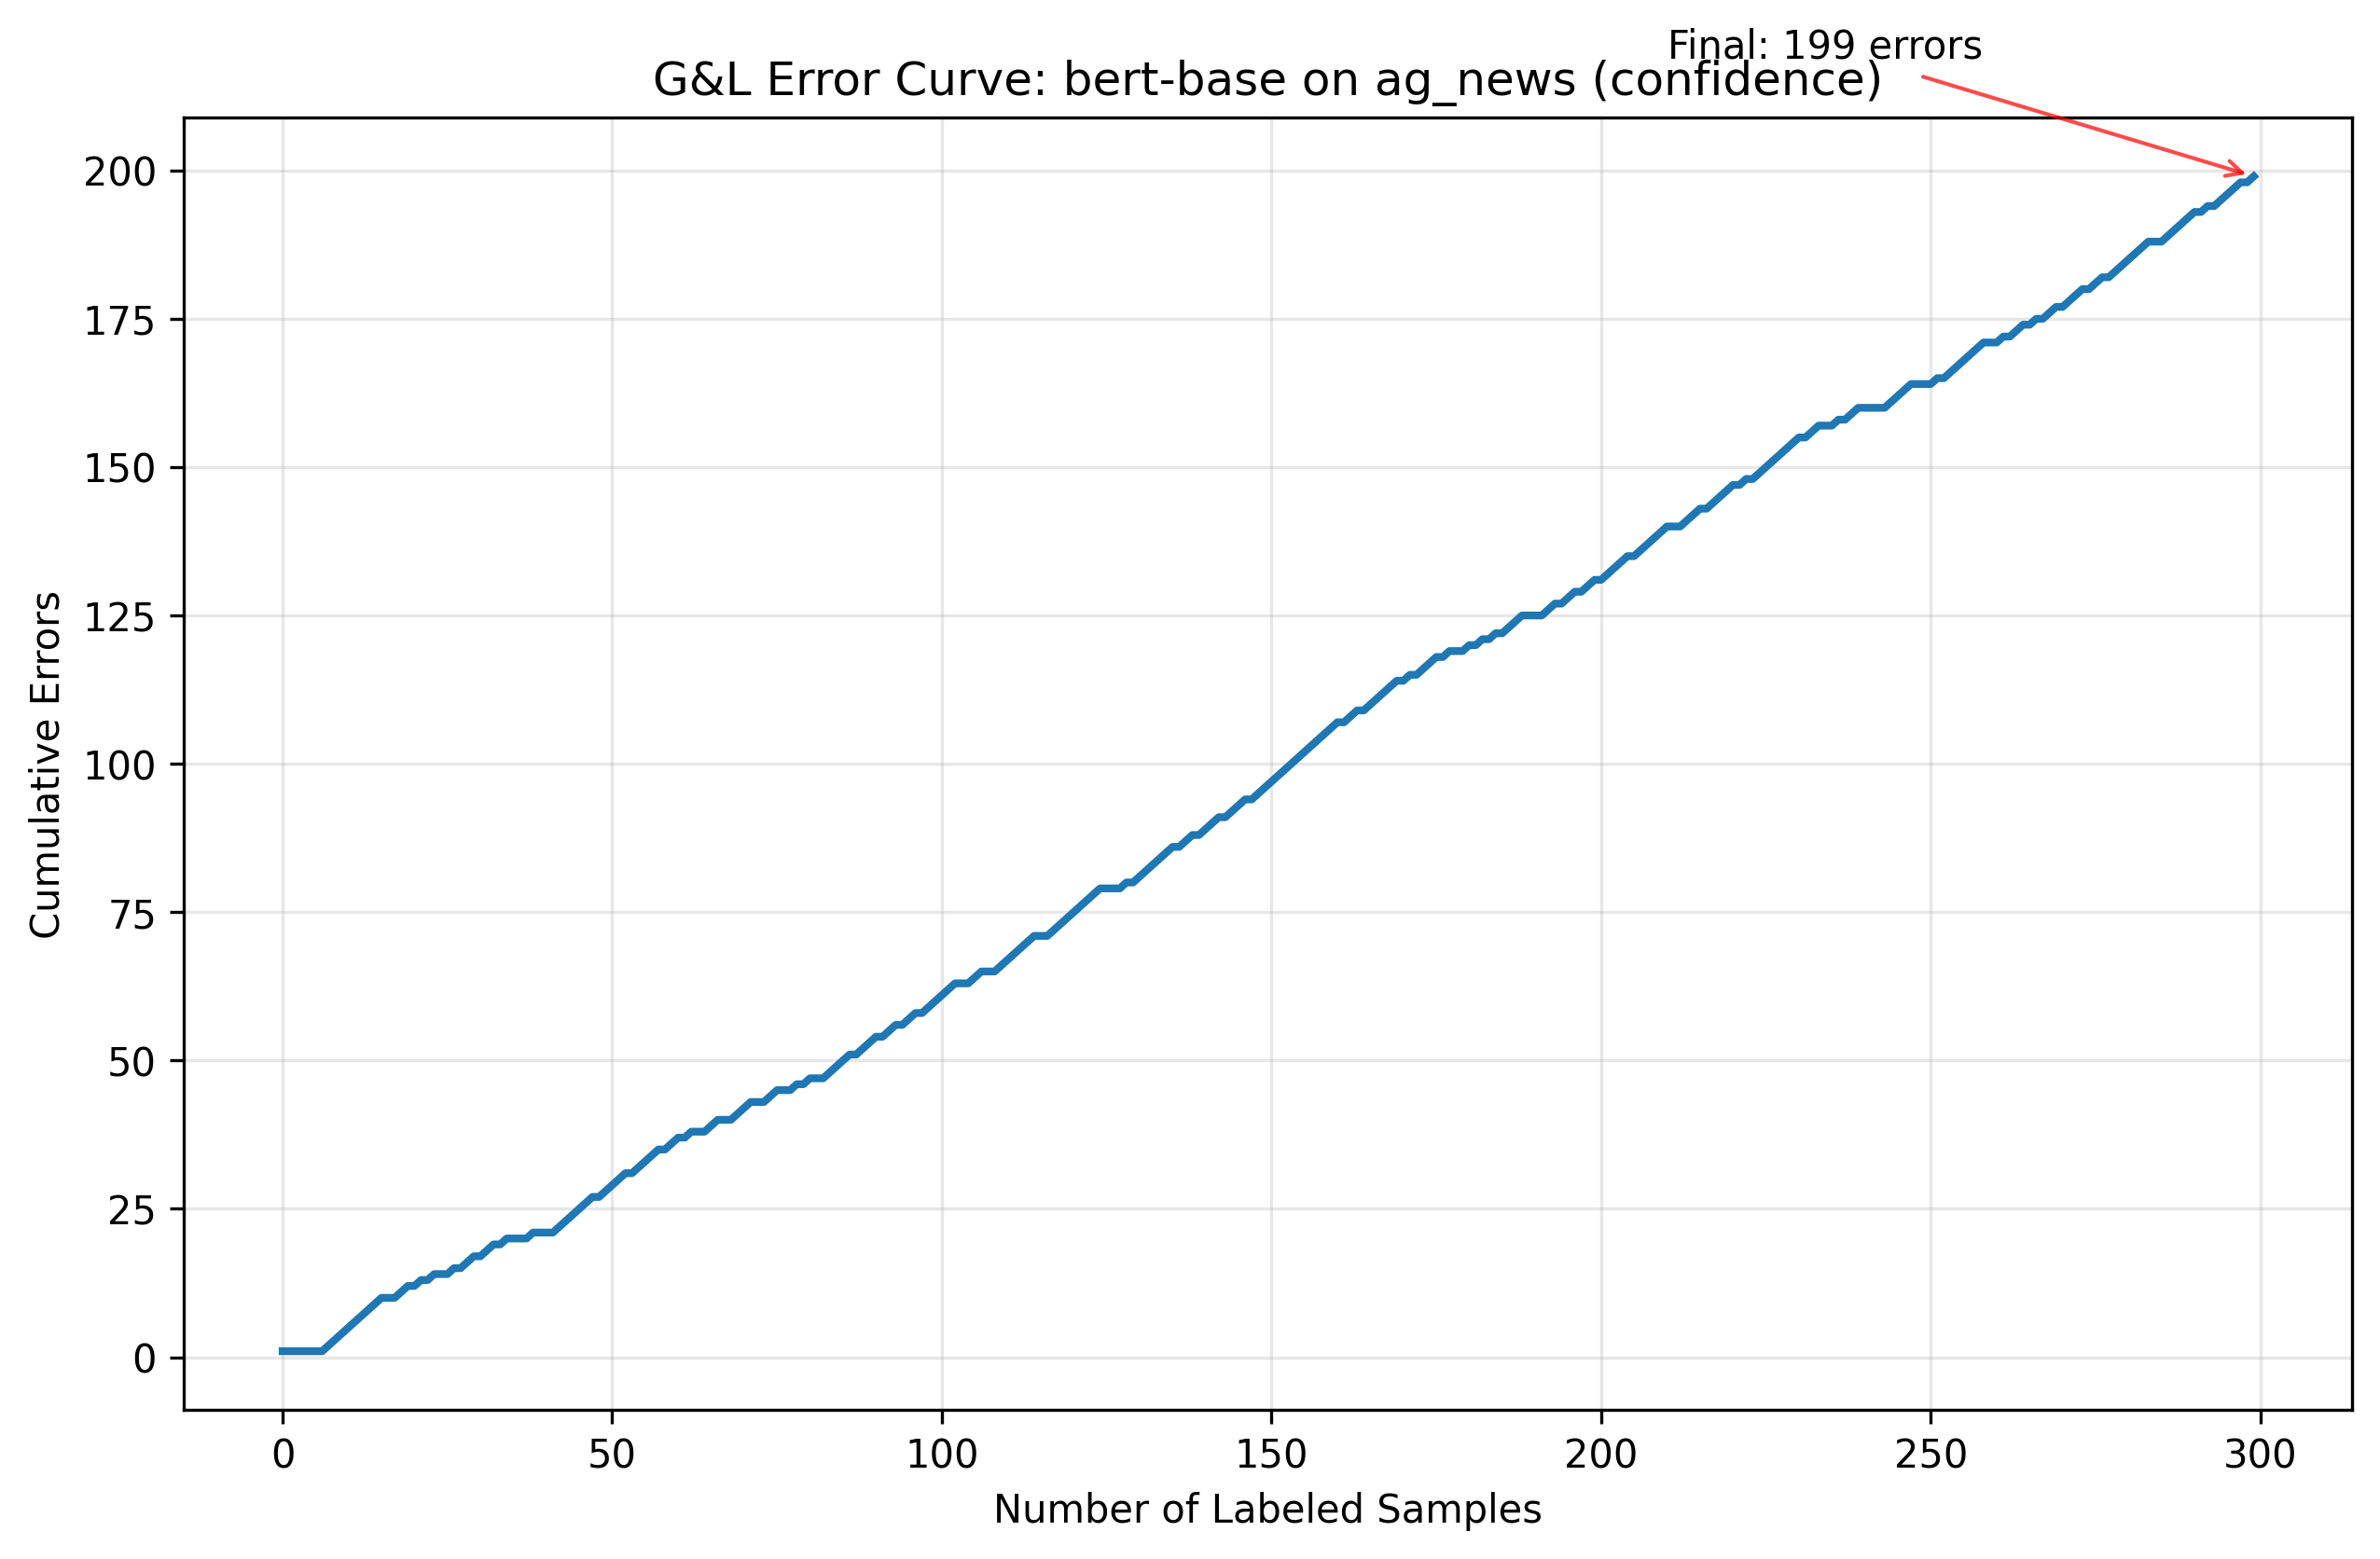 Final: 199 errors
G&L Error Curve: bert-base on ag_news (confidence)
200
175
150
125
100
75
50
25
0
Cumulative Errors
0 50 100 150 200 250 300
Number of Labeled Samples